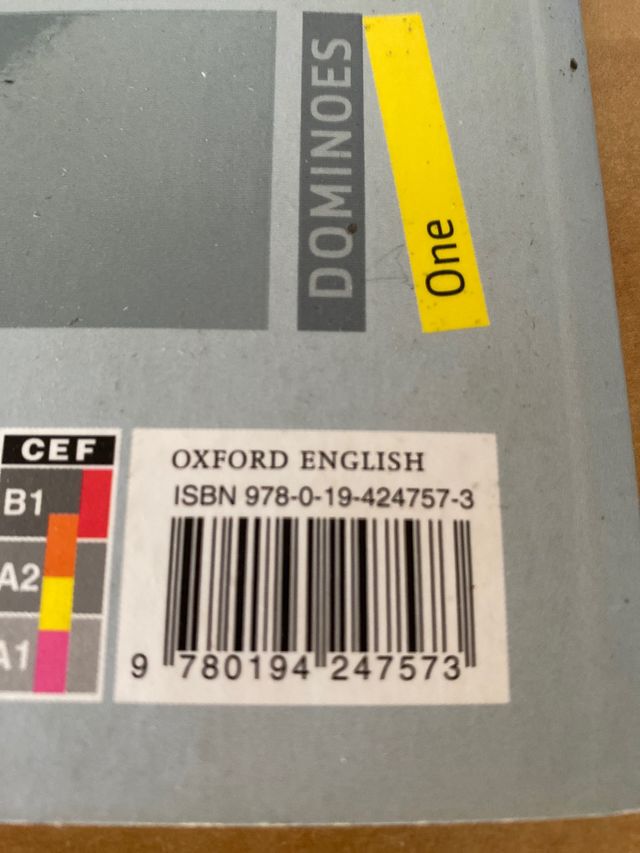 DOMINOES
One
CEF
B1
A2
A1
OXFORD ENGLISH
ISBN 978-0-19-424757-3
9 780194 247573